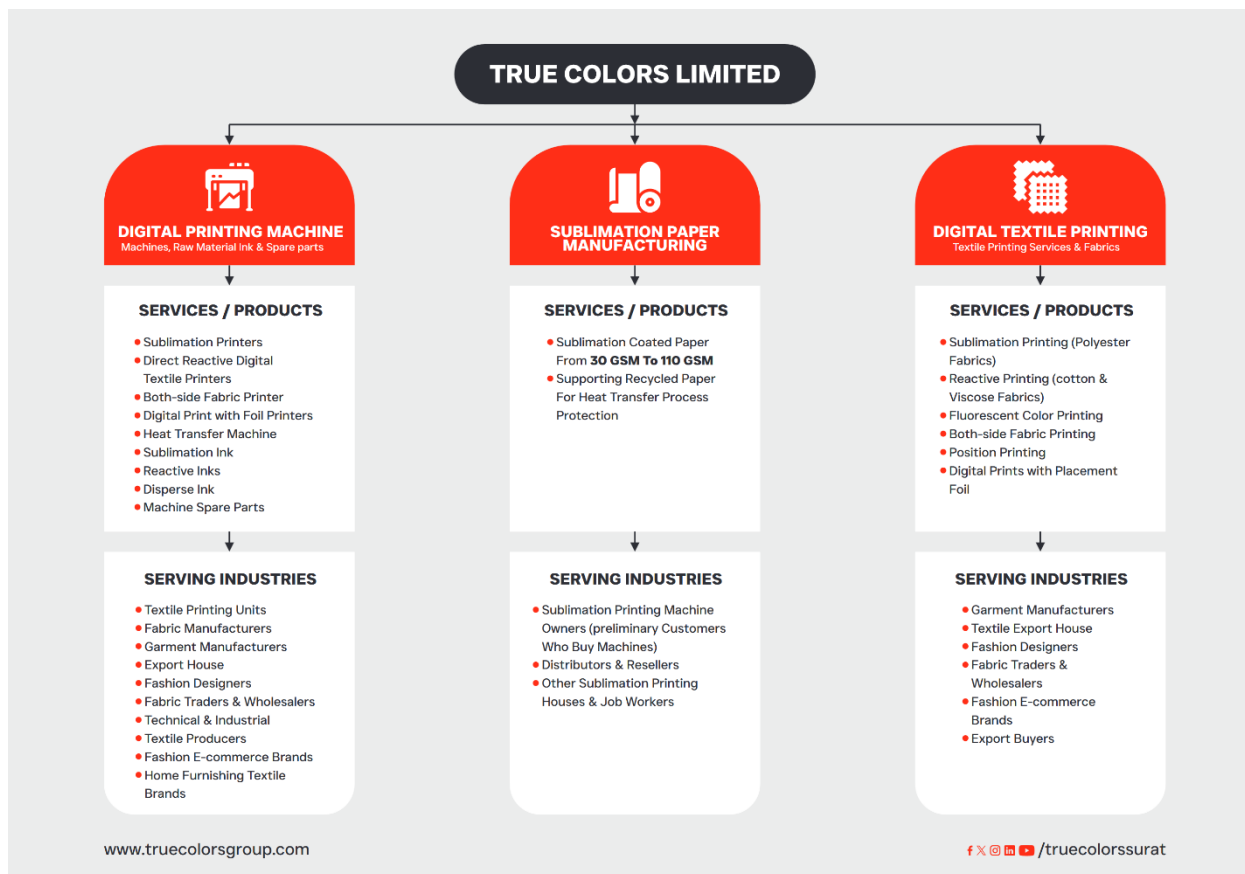 TRUE COLORS LIMITED
DIGITAL PRINTING MACHINE
Machines, Raw Material Ink & Spare parts
SERVICES / PRODUCTS
Sublimation Printers
Direct Reactive Digital
Textile Printers
Both-side Fabric Printer
Digital Print with Foil Printers
Heat Transfer Machine
Sublimation Ink
Reactive Inks
Disperse Ink
Machine Spare Parts
SERVING INDUSTRIES
Textile Printing Units
Fabric Manufacturers
Garment Manufacturers
Export House
Fashion Designers
Fabric Traders & Wholesalers
Technical & Industrial
Textile Producers
Fashion E-commerce Brands
Home Furnishing Textile
Brands
SUBLIMATION PAPER
MANUFACTURING
SERVICES / PRODUCTS
Sublimation Coated Paper
From 30 GSM To 110 GSM
Supporting Recycled Paper
For Heat Transfer Process
Protection
SERVING INDUSTRIES
Sublimation Printing Machine
Owners (preliminary Customers
Who Buy Machines)
Distributors & Resellers
Other Sublimation Printing
Houses & Job Workers
DIGITAL TEXTILE PRINTING
Textile Printing Services & Fabrics
SERVICES / PRODUCTS
Sublimation Printing (Polyester
Fabrics)
Reactive Printing (cotton &
Viscose Fabrics)
Fluorescent Color Printing
Both-side Fabric Printing
Position Printing
Digital Prints with Placement
Foil
SERVING INDUSTRIES
Garment Manufacturers
Textile Export House
Fashion Designers
Fabric Traders &
Wholesalers
Fashion E-commerce
Brands
Export Buyers
www.truecolorsgroup.com
/truecolorssurat